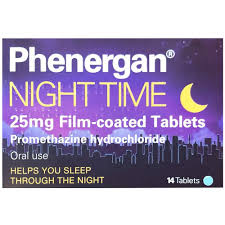 Phenergan®
NIGHT TIME
25mg Film-coated Tablets
Promethazine hydrochloride
Oral use
HELPS YOU SLEEP
THROUGH THE NIGHT
14 Tablets